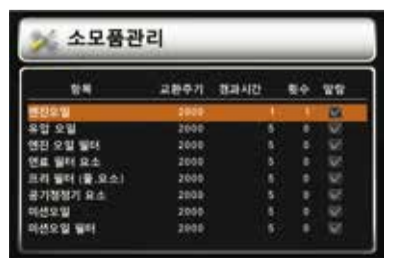 소모품관리
항목 교환주기 경과시간 횟수 알람
엔진오일 2000 1 1
유압 오일 2000 5 0
엔진 오일 필터 2000 5 0
연료 필터 요소 2000 5 0
프리 필터 (물.요소) 2000 5 0
공기청정기 요소 2000 5 0
미션오일 2000 5 0
미션오일 필터 2000 5 0